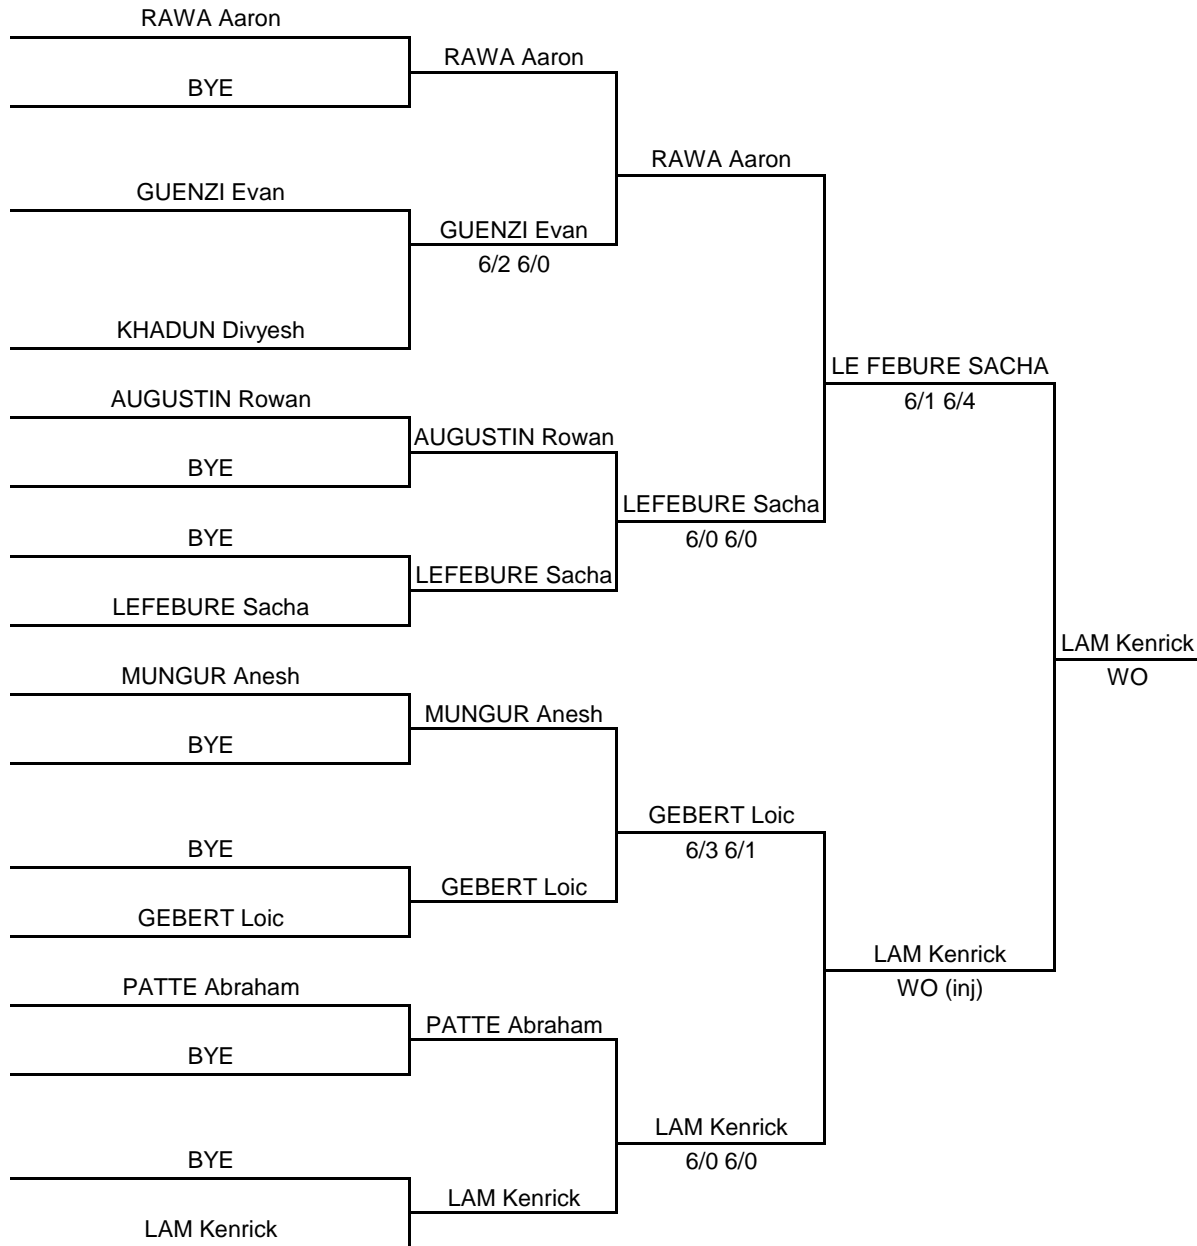 RAWA Aaron
BYE
GUENZI Evan
KHADUN Divyesh
AUGUSTIN Rowan
BYE
BYE
LEFEBURE Sacha
MUNGUR Anesh
BYE
BYE
GEBERT Loic
PATTE Abraham
BYE
BYE
LAM Kenrick
RAWA Aaron
GUENZI Evan
6/2 6/0
AUGUSTIN Rowan
LEFEBURE Sacha
MUNGUR Anesh
GEBERT Loic
PATTE Abraham
LAM Kenrick
RAWA Aaron
LEFEBURE Sacha
6/0 6/0
GEBERT Loic
6/3 6/1
LAM Kenrick
6/0 6/0
LE FEBURE SACHA
6/1 6/4
LAM Kenrick
WO (inj)
LAM Kenrick
WO